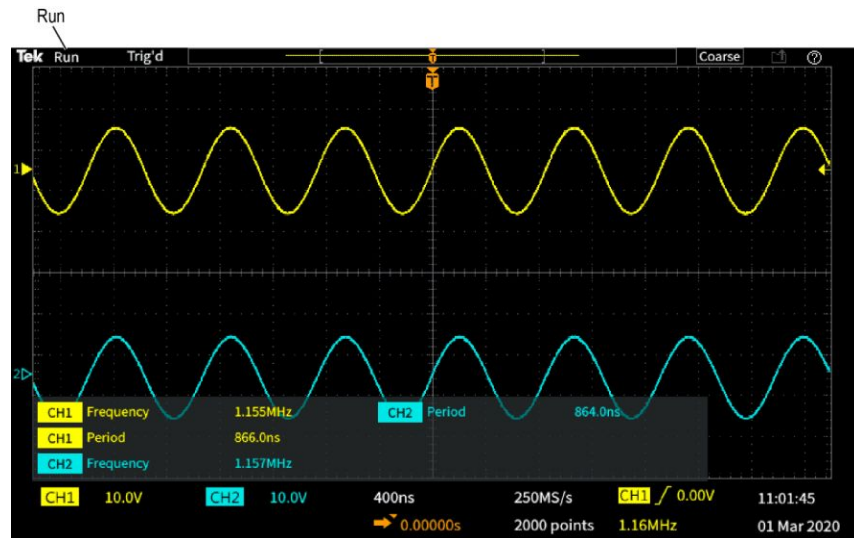 Run
Tek Run Trig'd T Coarse ?
T
1
2
CH1 Frequency 1.155MHz CH2 Period 864.0ns
CH1 Period 866.0ns
CH2 Frequency 1.157MHz
CH1 10.0V CH2 10.0V 400ns 250MS/s CH1 0.00V 11:01:45
0.00000s 2000 points 1.16MHz 01 Mar 2020